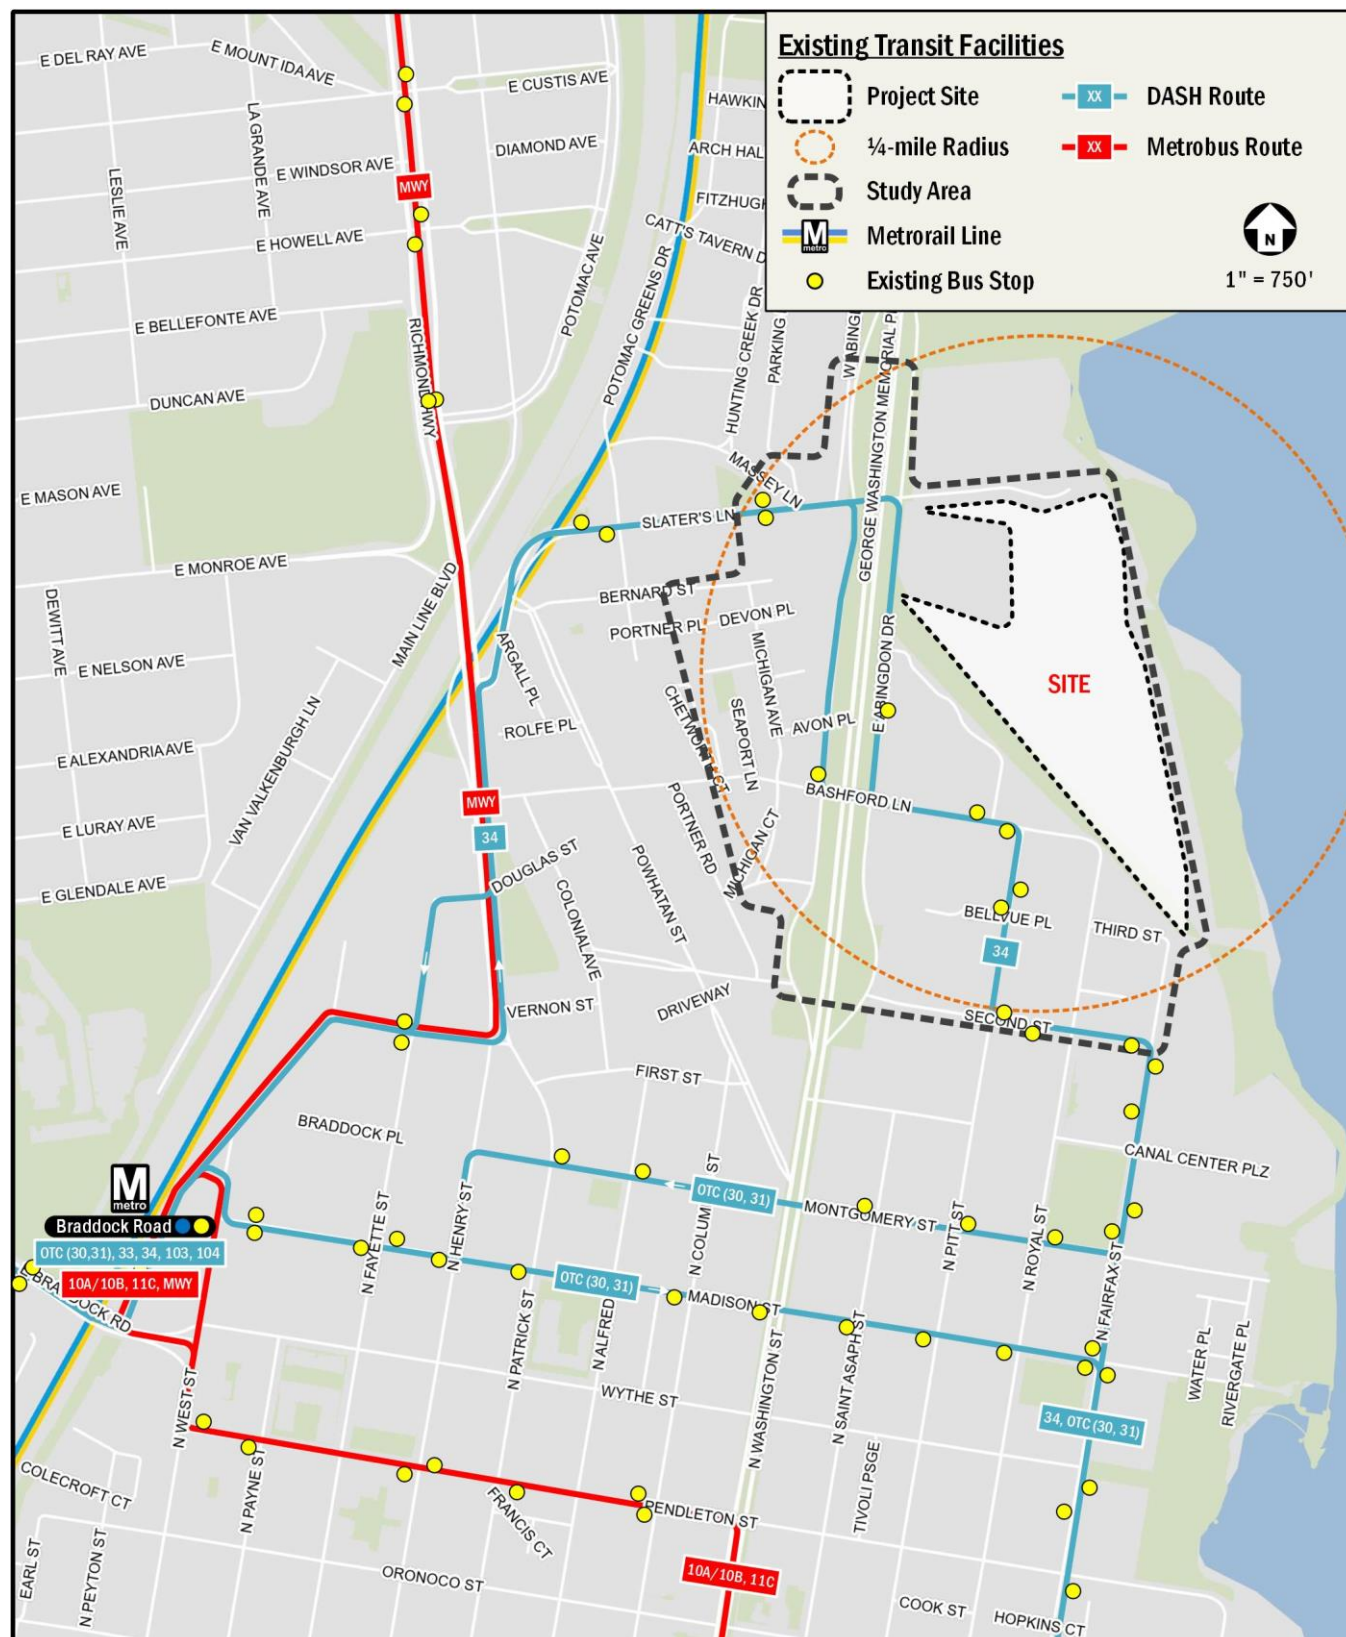 Existing Transit Facilities
Project Site
XX DASH Route
¼-mile Radius
XX Metrobus Route
Study Area
M metro
Metrorail Line
Existing Bus Stop
N
1" = 750'
E DEL RAY AVE
E MOUNT IDA AVE
E CUSTIS AVE
LA GRANDE AVE
DIAMOND AVE
E WINDSOR AVE
LESLIE AVE
MWY
ARCH HAL
FITZHUGH
CATT'S TAVERN D
E HOWELL AVE
POTOMAC AVE
POTOMAC GREENS DR
HUNTING CREEK DR
PARKING
W ABINGD
GEORGE WASHINGTON MEMORIAL P
E BELLEFONTE AVE
RICHMOND HWY
DUNCAN AVE
MASSEY LN
E MASON AVE
SLATER'S LN
E MONROE AVE
MAIN LINE BLVD
BERNARD ST
DEWITT AVE
PORTNER PL
DEVON PL
ARGALL PL
E NELSON AVE
MICHIGAN AVE
CHETWORTH CT
SEAPORT LN
E ABINGDON DR
SITE
ROLFE PL
AVON PL
VAN VALKENBURGH LN
E ALEXANDRIA AVE
MWY
BASHFORD LN
E LURAY AVE
34
PORTNER RD
MICHIGAN CT
DOUGLAS ST
POWHATAN ST
E GLENDALE AVE
COLONIAL AVE
BELLVUE PL
THIRD ST
34
VERNON ST
DRIVEWAY
SECOND ST
FIRST ST
BRADDOCK PL
CANAL CENTER PLZ
M
metro
Braddock Road
OTC (30,31), 33, 34, 103, 104
10A/10B, 11C, MWY
E BRADDOCK RD
N FAYETTE ST
N HENRY ST
N COLUM
ST
OTC (30, 31)
MONTGOMERY ST
N PITT ST
N ROYAL ST
N FAIRFAX ST
OTC (30, 31)
MADISON ST
N PATRICK ST
N ALFRED
N WASHINGTON ST
N SAINT ASAPH ST
WATER PL
RIVERGATE PL
WYTHE ST
N WEST ST
34, OTC (30, 31)
N PAYNE ST
COLECROFT CT
FRANCIS CT
PENDLETON ST
TIVOLI PSGE
EARL ST
N PEYTON ST
ORONOCO ST
10A/10B, 11C
COOK ST
HOPKINS CT